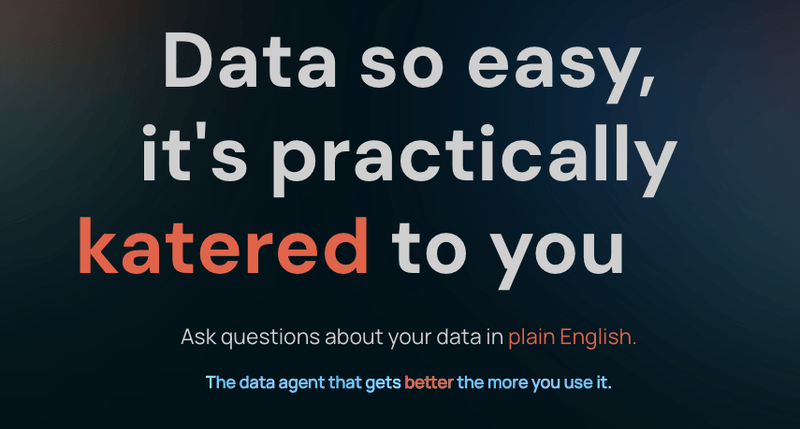 Data so easy,
it's practically
katered to you
Ask questions about your data in plain English.
The data agent that gets better the more you use it.